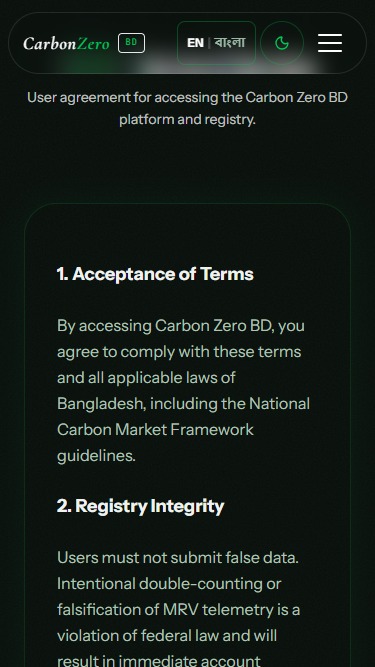 CarbonZero BD EN | বাংলা
User agreement for accessing the Carbon Zero BD
platform and registry.
1. Acceptance of Terms
By accessing Carbon Zero BD, you
agree to comply with these terms
and all applicable laws of
Bangladesh, including the National
Carbon Market Framework
guidelines.
2. Registry Integrity
Users must not submit false data.
Intentional double-counting or
falsification of MRV telemetry is a
violation of federal law and will
result in immediate account